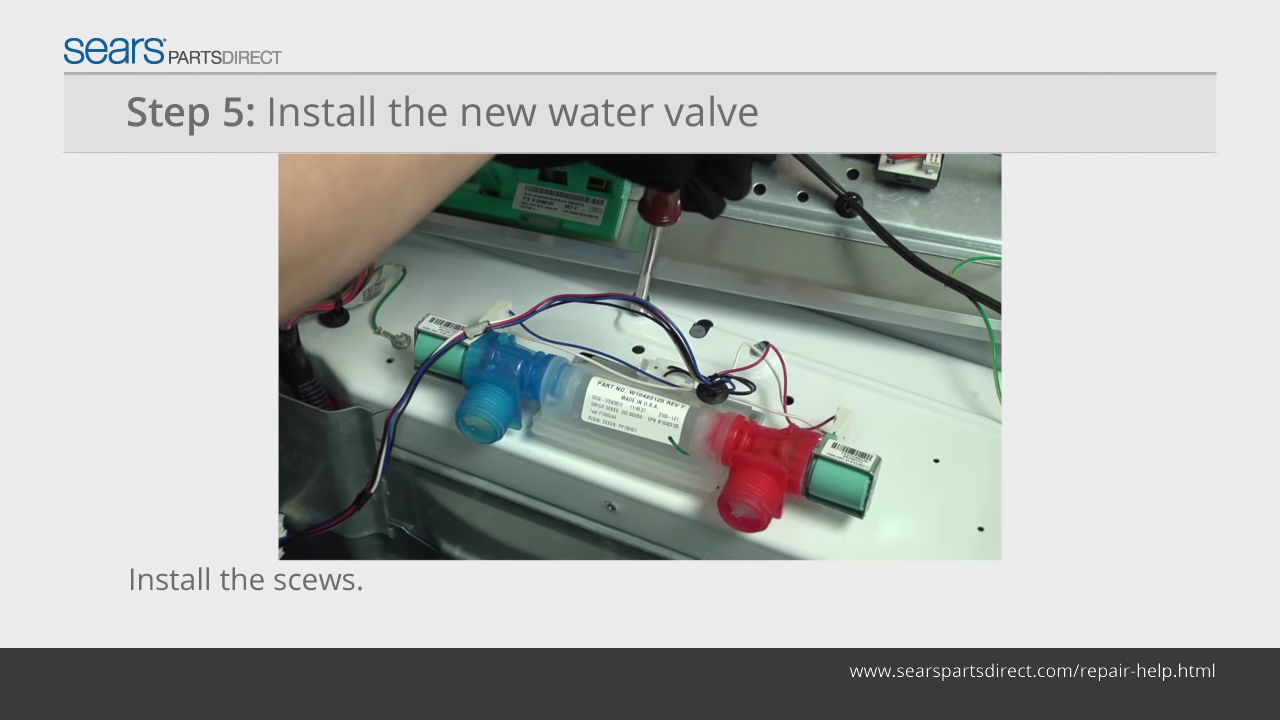 sears PARTSDIRECT
Step 5: Install the new water valve
PART NO. W10423125 REV F
MADE IN U.S.A.
Install the scews.
www.searspartsdirect.com/repair-help.html